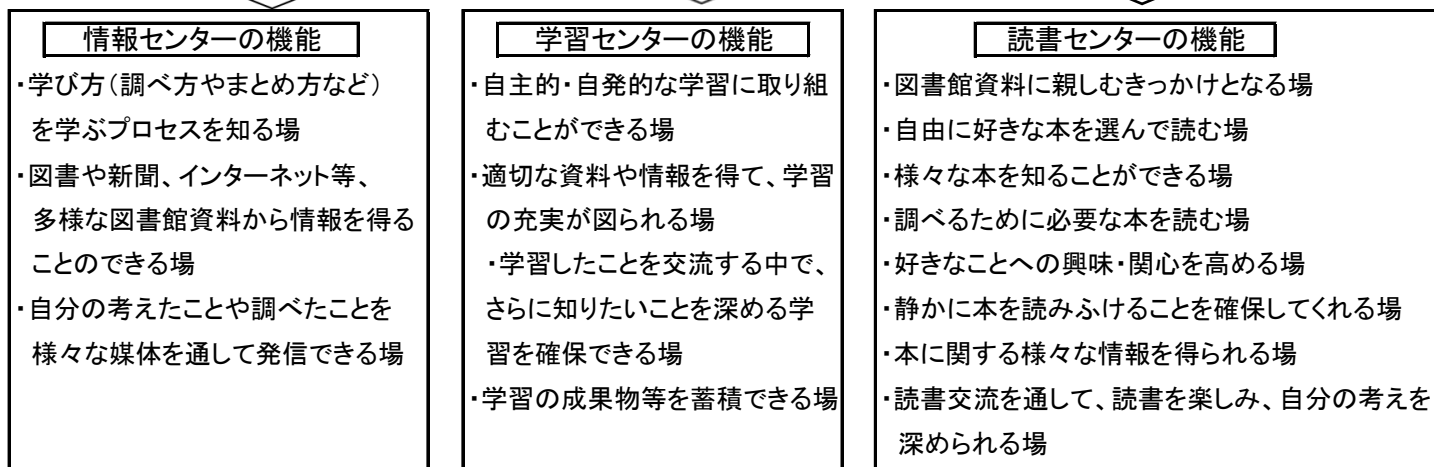 情報センターの機能
・学び方(調べ方やまとめ方など)
を学ぶプロセスを知る場
・図書や新聞、インターネット等、
多様な図書館資料から情報を得る
ことのできる場
・自分の考えたことや調べたことを
様々な媒体を通して発信できる場
学習センターの機能
・自主的・自発的な学習に取り組
むことができる場
・適切な資料や情報を得て、学習
の充実が図られる場
・学習したことを交流する中で、
さらに知りたいことを深める学
習を確保できる場
・学習の成果物等を蓄積できる場
読書センターの機能
・図書館資料に親しむきっかけとなる場
・自由に好きな本を選んで読む場
・様々な本を知ることができる場
・調べるために必要な本を読む場
・好きなことへの興味・関心を高める場
・静かに本を読みふけることを確保してくれる場
・本に関する様々な情報を得られる場
・読書交流を通して、読書を楽しみ、自分の考えを
深められる場